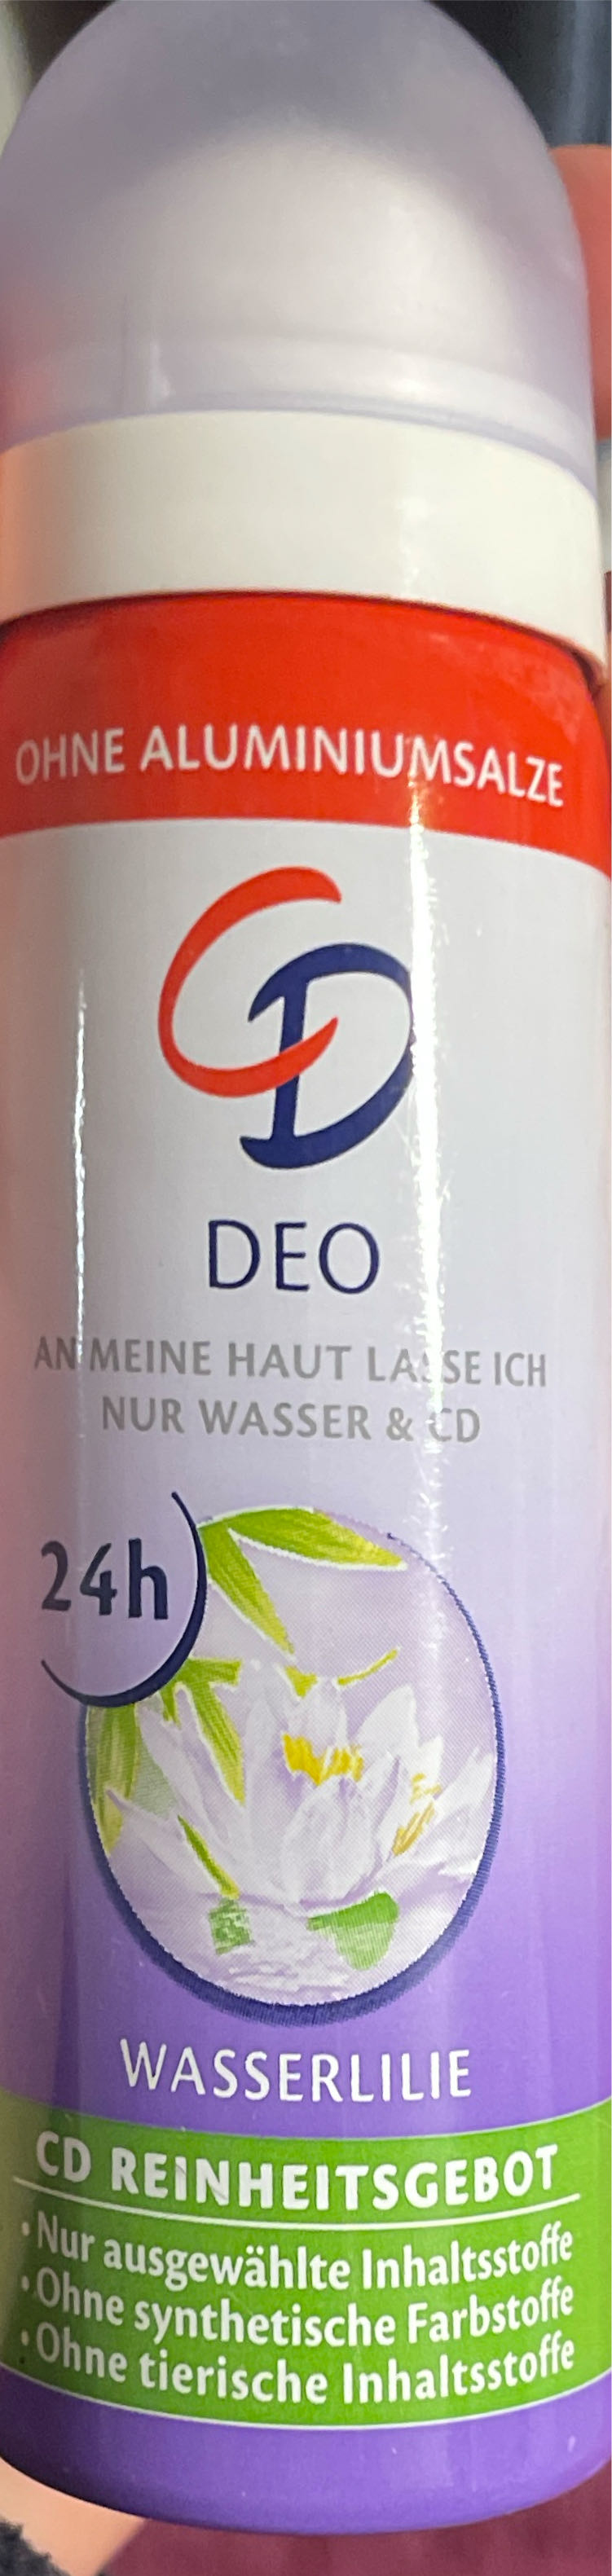 OHNE ALUMINIUMSALZE
CD
DEO
AN MEINE HAUT LASSE ICH
NUR WASSER & CD
24h
WASSERLILIE
CD REINHEITSGEBOT
• Nur ausgewählte Inhaltsstoffe
• Ohne synthetische Farbstoffe
• Ohne tierische Inhaltsstoffe